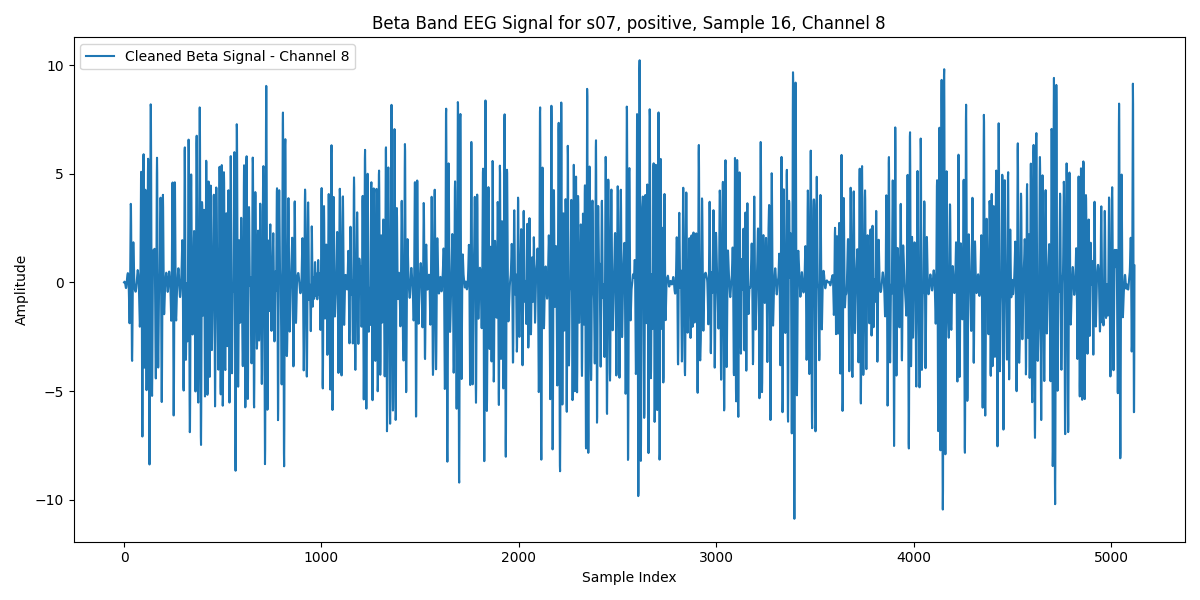 Beta Band EEG Signal for s07, positive, Sample 16, Channel 8
Cleaned Beta Signal - Channel 8
10
5
0
−5
−10
Amplitude
0 1000 2000 3000 4000 5000
Sample Index